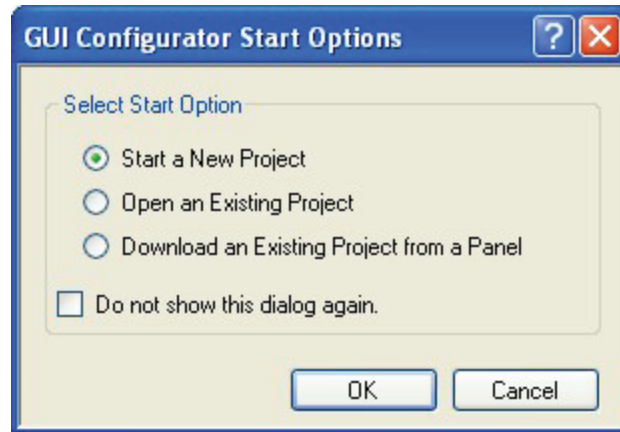 GUI Configurator Start Options
Select Start Option
Start a New Project
Open an Existing Project
Download an Existing Project from a Panel
Do not show this dialog again.
OK Cancel